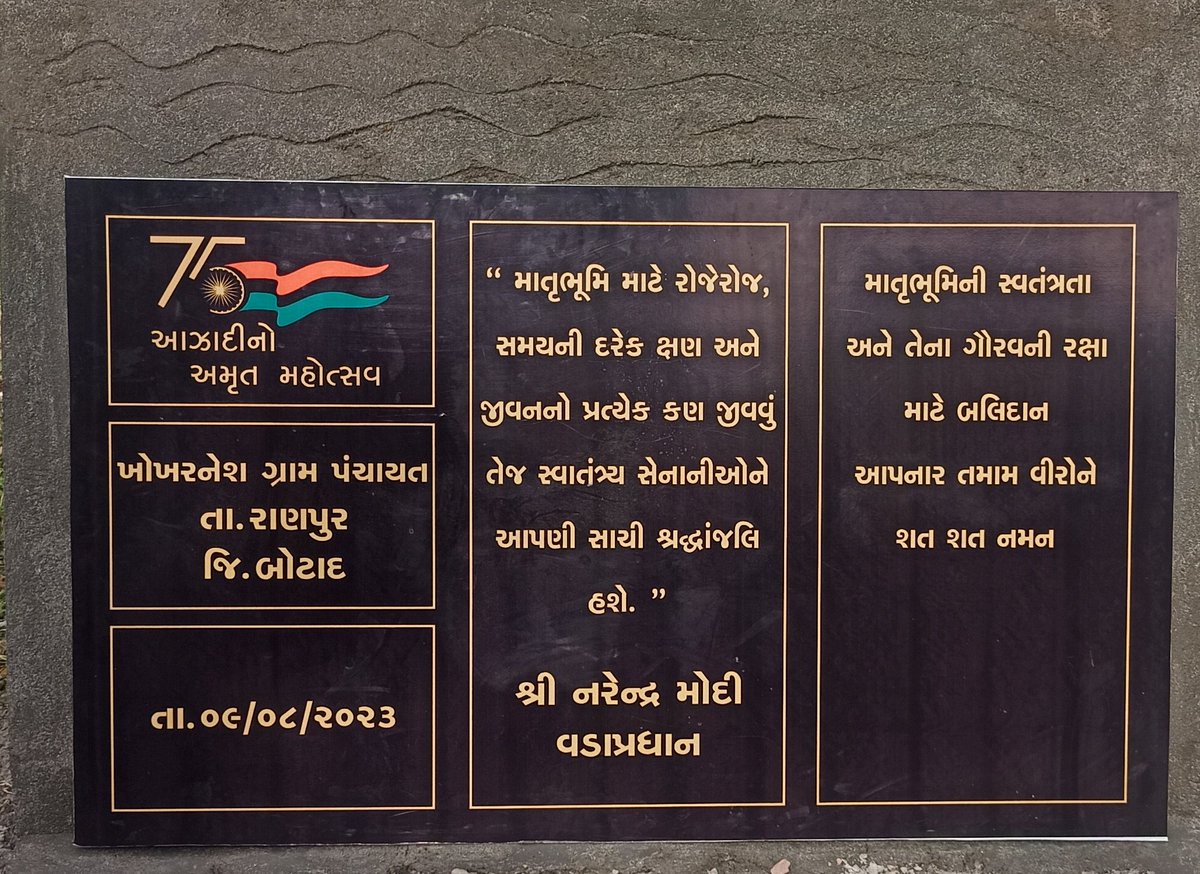 75
આઝાદીનો
અમૃત મહોત્સવ
ખોખરનેશ ગ્રામ પંચાયત
તા.રાણપુર
જિ.બોટાદ
તા.૦૯/૦૮/૨૦૨૩
“ માતૃભૂમિ માટે રોજેરોજ,
સમયની દરેક ક્ષણ અને
જીવનનો પ્રત્યેક કણ જીવવું
તેજ સ્વાતંત્ર્ય સેનાનીઓને
આપણી સાચી શ્રદ્ધાંજલિ
હશે. ”
શ્રી નરેન્દ્ર મોદી
વડાપ્રધાન
માતૃભૂમિની સ્વતંત્રતા
અને તેના ગૌરવની રક્ષા
માટે બલિદાન
આપનાર તમામ વીરોને
શત શત નમન